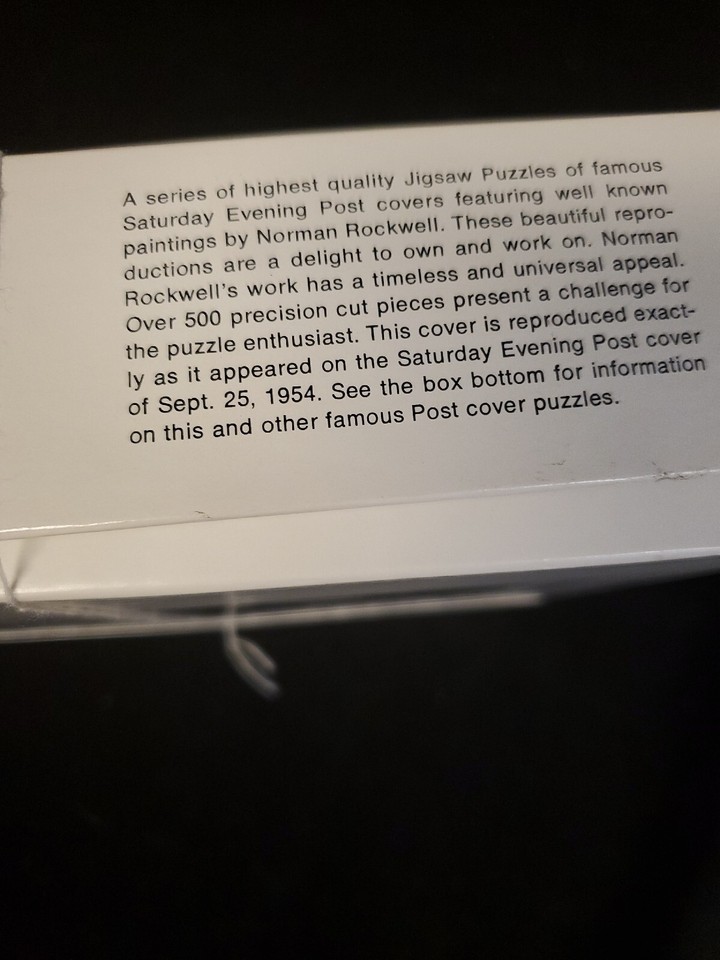 A series of highest quality Jigsaw Puzzles of famous
Saturday Evening Post covers featuring well known
paintings by Norman Rockwell. These beautiful repro-
ductions are a delight to own and work on. Norman
Rockwell's work has a timeless and universal appeal.
Over 500 precision cut pieces present a challenge for
the puzzle enthusiast. This cover is reproduced exact-
ly as it appeared on the Saturday Evening Post cover
of Sept. 25, 1954. See the box bottom for information
on this and other famous Post cover puzzles.